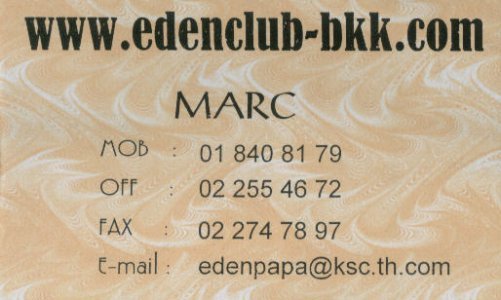 www.edenclub-bkk.com
MARC
MOB : 01 840 81 79
OFF : 02 255 46 72
FAX : 02 274 78 97
E-mail : edenpapa@ksc.th.com